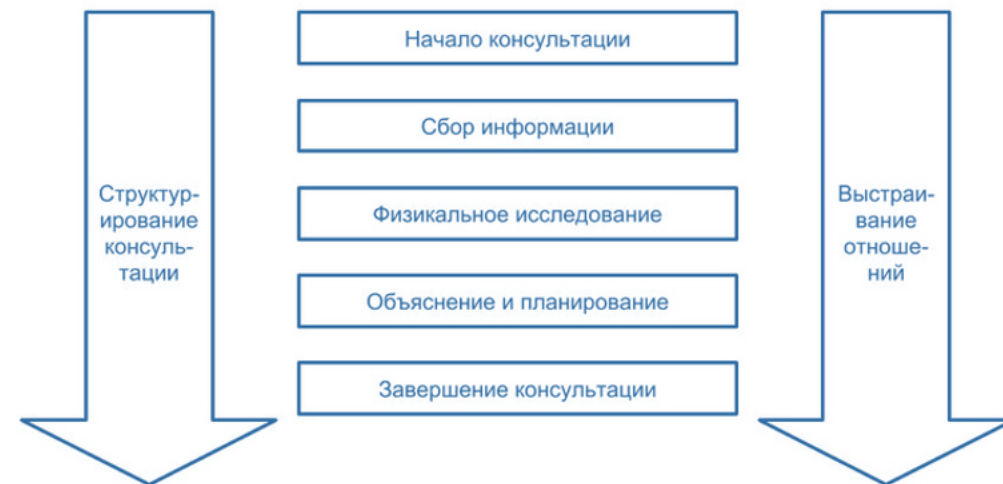 Начало консультации
Сбор информации
Физикальное исследование
Объяснение и планирование
Завершение консультации
Структур-
ирование
консуль-
тации
Выстраи-
вание
отноше-
ний